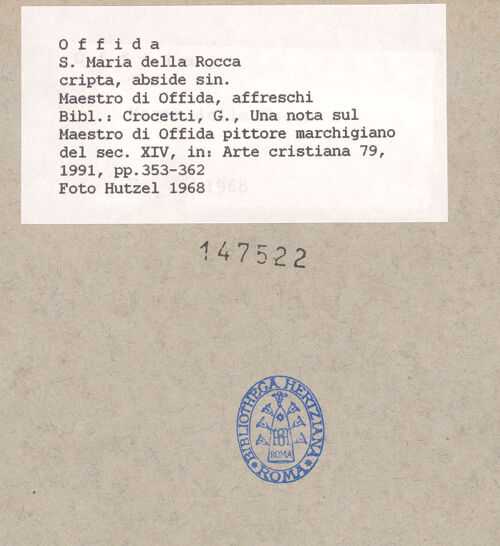 O f f i d a
S. Maria della Rocca
cripta, abside sin.
Maestro di Offida, affreschi
Bibl.: Crocetti, G., Una nota sul
Maestro di Offida pittore marchigiano
del sec. XIV, in: Arte cristiana 79,
1991, pp.353-362
Foto Hutzel 1968
147522
BIBLIOTHECA HERTZIANA
BH
ROMA
* ROMA *